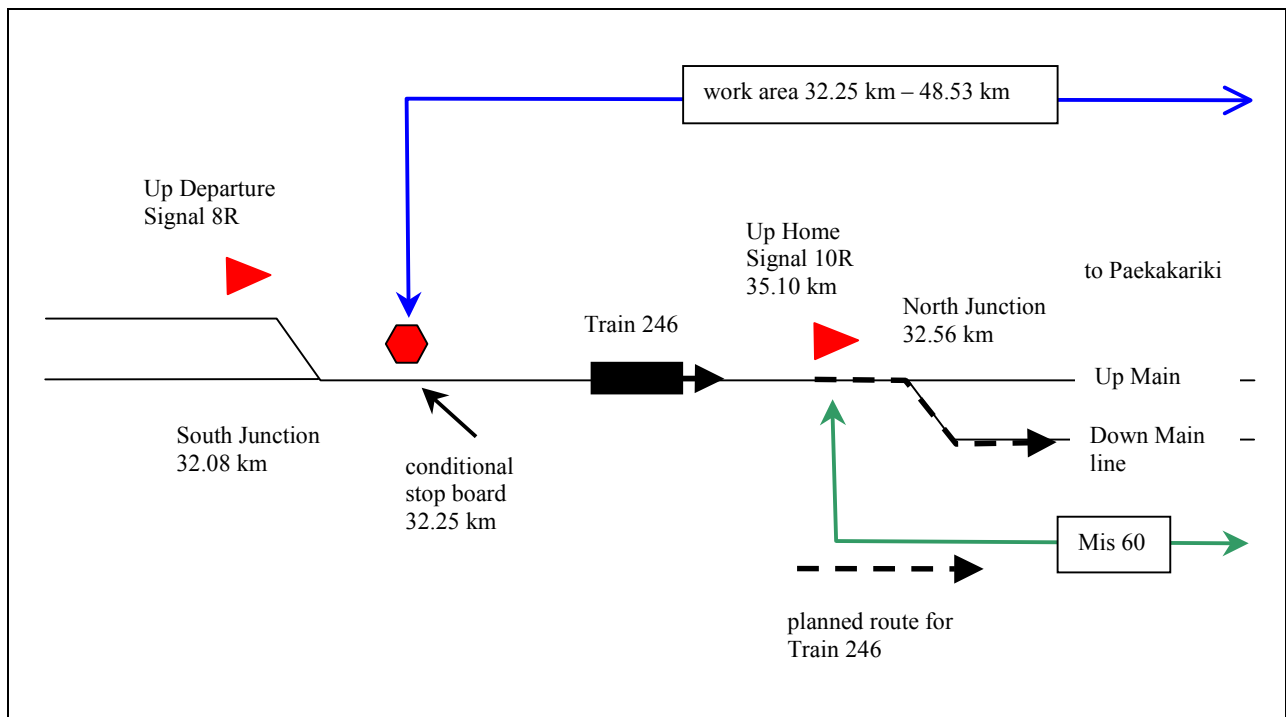 work area 32.25 km – 48.53 km
Up Departure
Signal 8R
Up Home
Signal 10R
35.10 km
to Paekakariki
North Junction
32.56 km
Train 246
Up Main
South Junction
32.08 km
conditional
stop board
32.25 km
Down Main
line
Mis 60
planned route for
Train 246